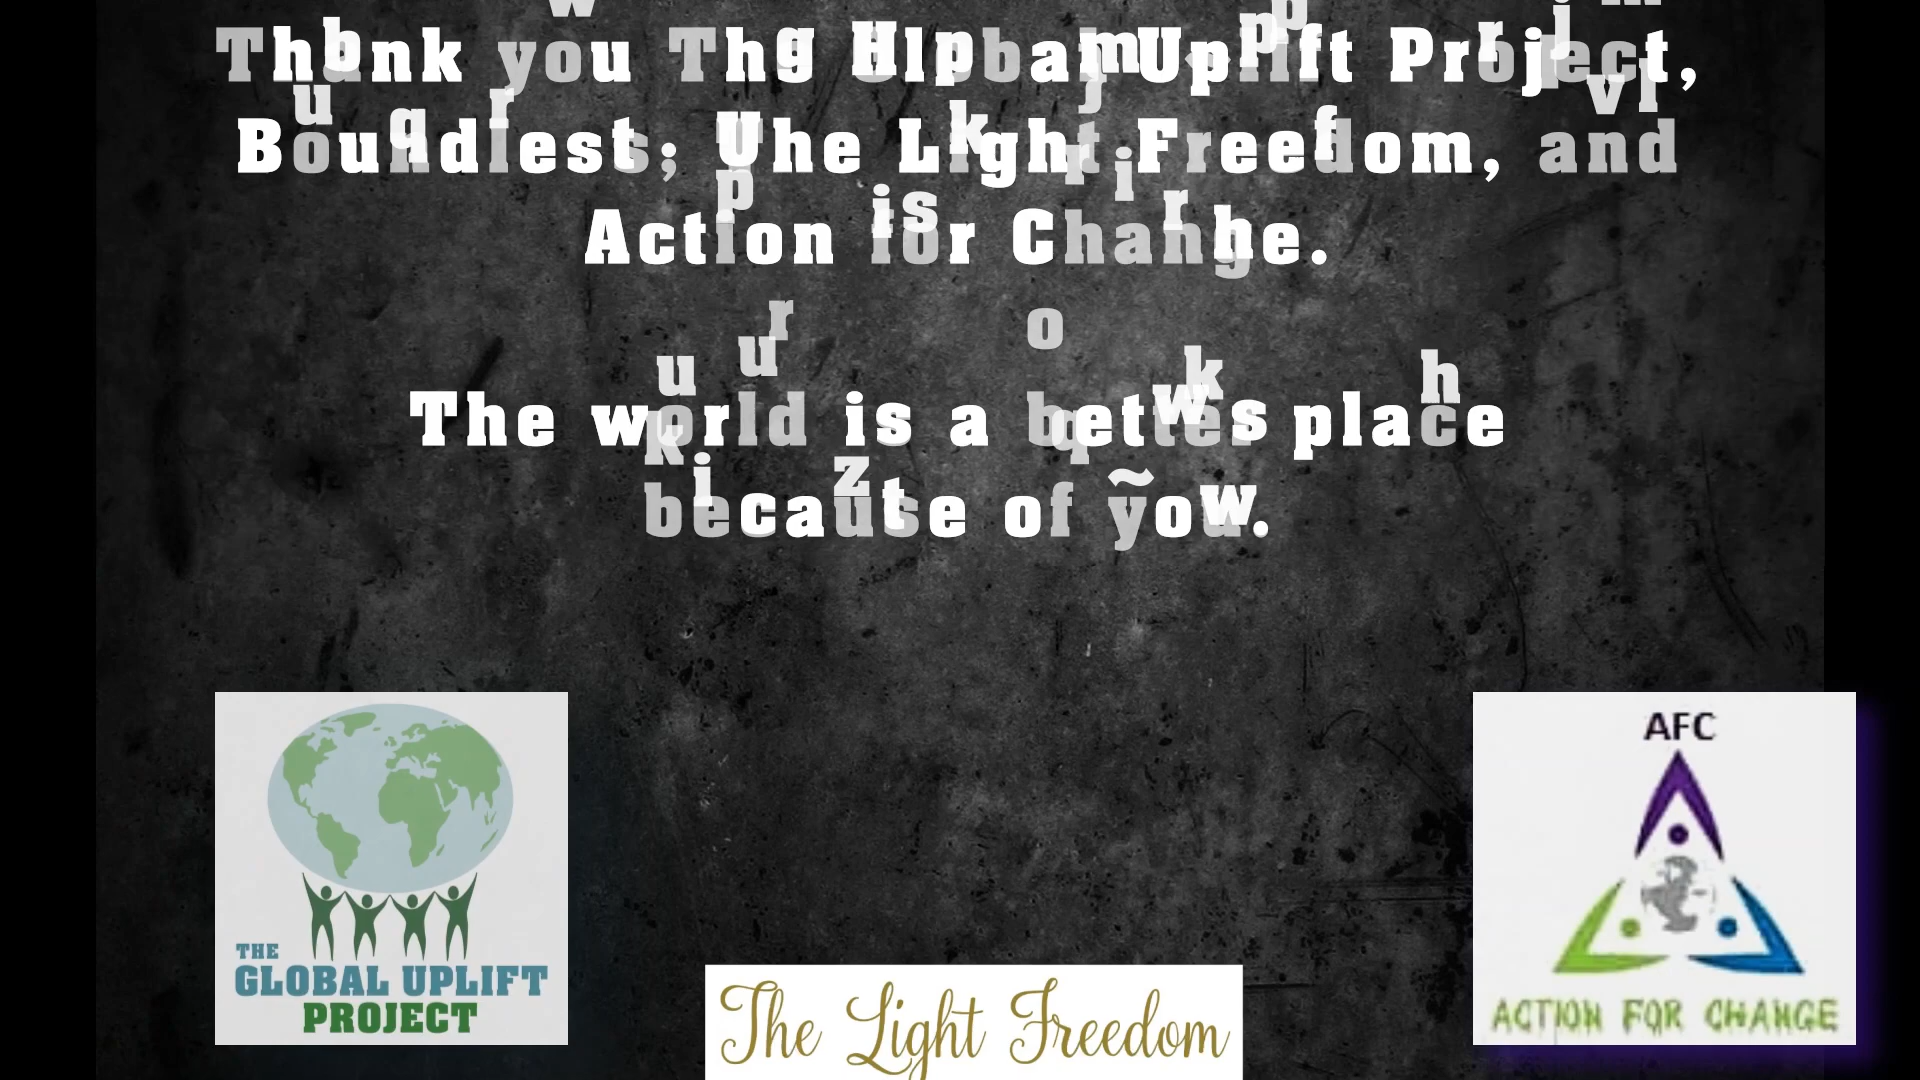 Thank you The Global Uplift Project,
Boundless; The Light Freedom, and
Action for Change.
The world is a better place
because of you.
THE
GLOBAL UPLIFT
PROJECT
The Light Freedom
AFC
ACTION FOR CHANGE